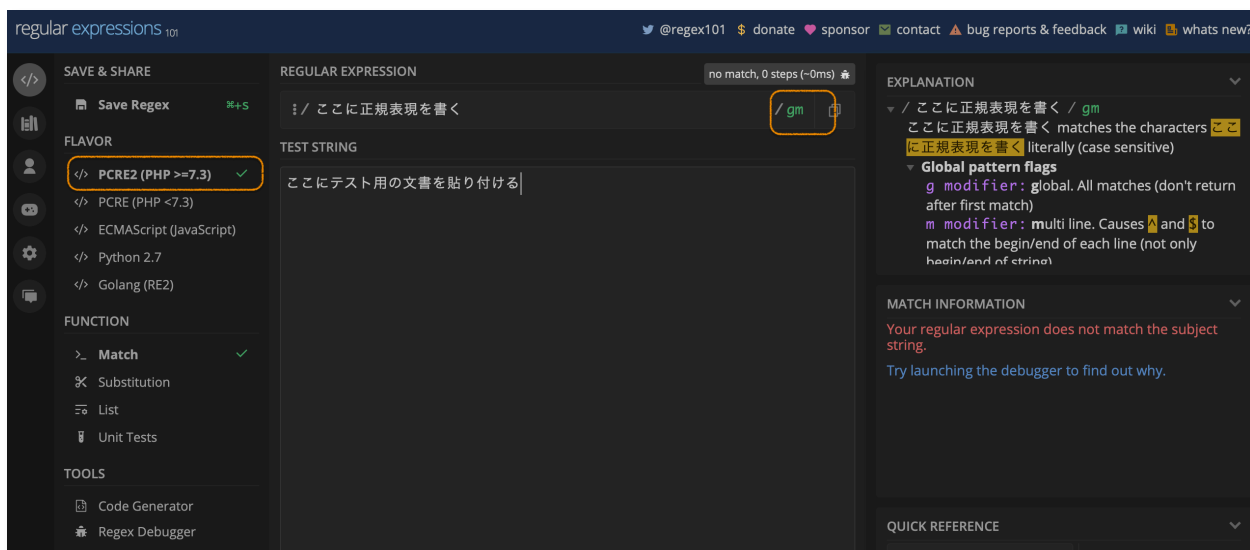 regular expressions 101
@regex101 $ donate sponsor contact bug reports & feedback wiki whats new?
SAVE & SHARE
Save Regex ⌘+S
FLAVOR
</> PCRE2 (PHP >=7.3)
</> PCRE (PHP <7.3)
</> ECMAScript (JavaScript)
</> Python 2.7
</> Golang (RE2)
FUNCTION
Match
Substitution
List
Unit Tests
TOOLS
Code Generator
Regex Debugger
REGULAR EXPRESSION
no match, 0 steps (~0ms)
/ ここに正規表現を書く / gm
TEST STRING
ここにテスト用の文書を貼り付ける
EXPLANATION
/ ここに正規表現を書く / gm
ここに正規表現を書く matches the characters ここ
に正規表現を書く literally (case sensitive)
Global pattern flags
g modifier: global. All matches (don't return
after first match)
m modifier: multi line. Causes ^ and $ to
match the begin/end of each line (not only
begin/end of string)
MATCH INFORMATION
Your regular expression does not match the subject
string.
Try launching the debugger to find out why.
QUICK REFERENCE